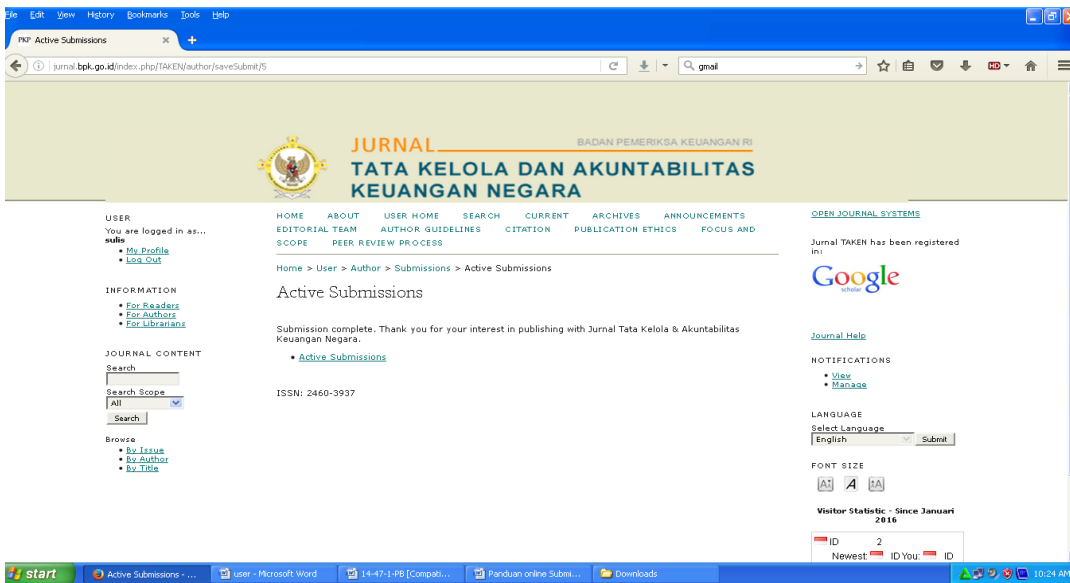 File Edit View History Bookmarks Tools Help
PKP Active Submissions
jurnal.bpk.go.id/index.php/TAKEN/author/saveSubmit/5
gmail
HD
JURNAL
BADAN PEMERIKSA KEUANGAN RI
TATA KELOLA DAN AKUNTABILITAS
KEUANGAN NEGARA
USER
You are logged in as...
sulis
My Profile
Log Out
INFORMATION
For Readers
For Authors
For Librarians
JOURNAL CONTENT
Search
Search Scope
All
Search
Browse
By Issue
By Author
By Title
HOME ABOUT USER HOME SEARCH CURRENT ARCHIVES ANNOUNCEMENTS
EDITORIAL TEAM AUTHOR GUIDELINES CITATION PUBLICATION ETHICS FOCUS AND
SCOPE PEER REVIEW PROCESS
Home > User > Author > Submissions > Active Submissions
Active Submissions
Submission complete. Thank you for your interest in publishing with Jurnal Tata Kelola & Akuntabilitas
Keuangan Negara.
Active Submissions
ISSN: 2460-3937
OPEN JOURNAL SYSTEMS
Jurnal TAKEN has been registered
in:
Google
scholar
Journal Help
NOTIFICATIONS
View
Manage
LANGUAGE
Select Language
English
Submit
FONT SIZE
A A A
Visitor Statistic - Since Januari
2016
ID 2
Newest: ID You: ID
start
Active Submissions - ...
user - Microsoft Word
14-47-1-PB [Compati...
Panduan online Submi...
Downloads
10:24 AM